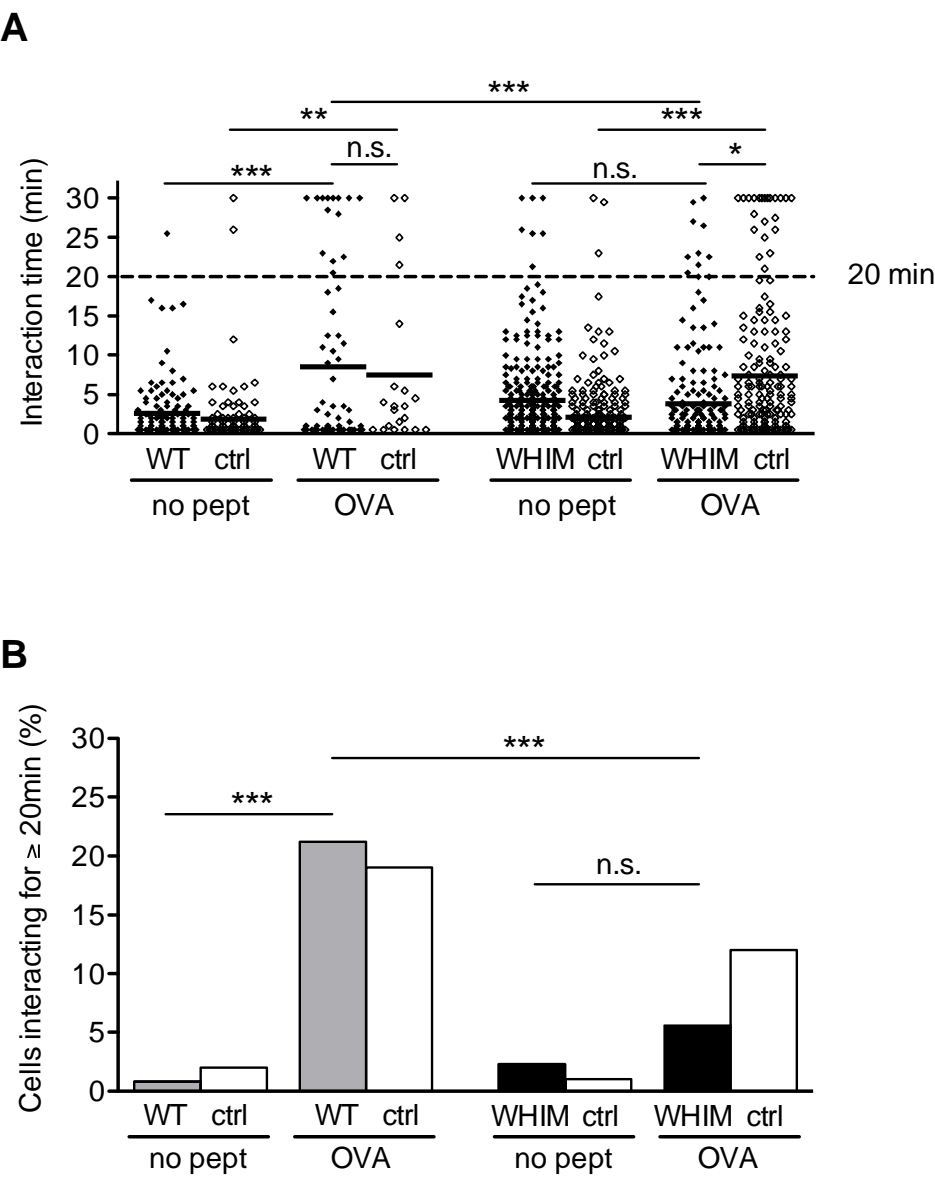 A
***
** ***
n.s. *
*** n.s.
Interaction time (min)
30
25
20
15
10
5
0
20 min
WT ctrl WT ctrl WHIM ctrl WHIM ctrl
no pept OVA no pept OVA
B
Cells interacting for ≥ 20min (%)
30
25
20
15
10
5
0
***
***
n.s.
WT ctrl WT ctrl WHIM ctrl WHIM ctrl
no pept OVA no pept OVA